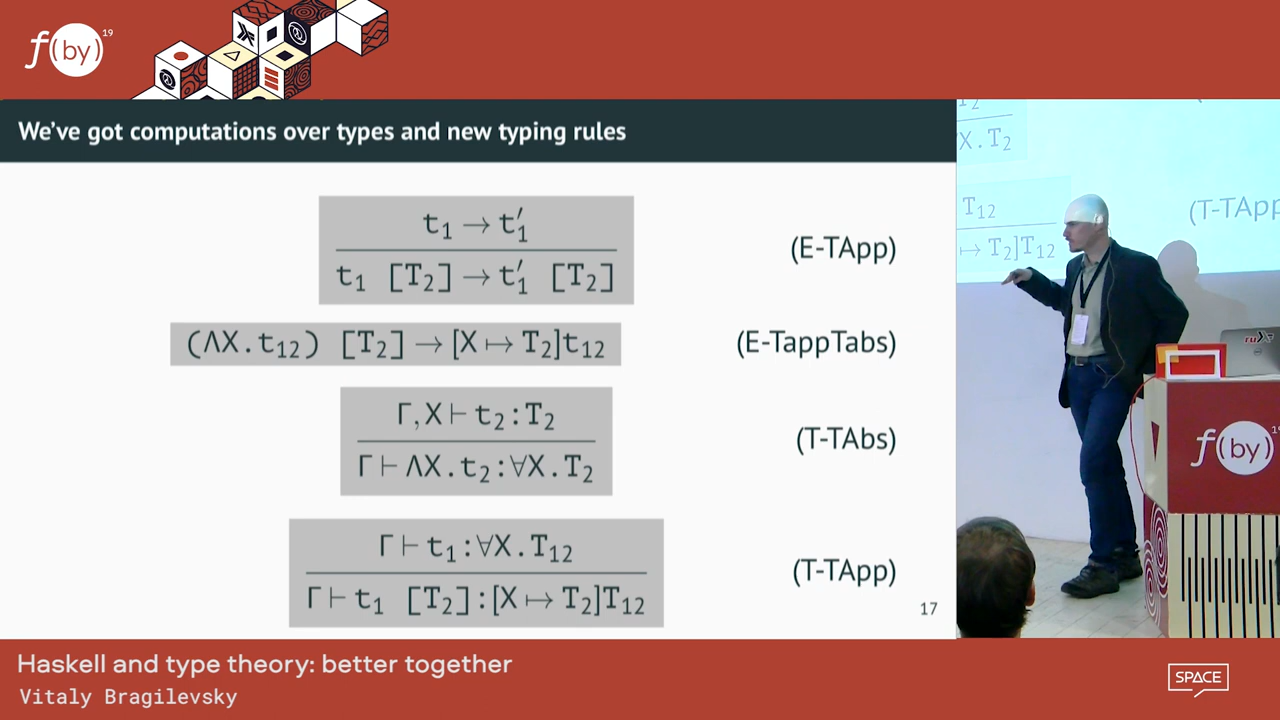 f(by) 19
We've got computations over types and new typing rules
t₁ → t₁′
t₁ [T₂] → t₁′ [T₂]
(E-TApp)
(ΛX.t₁₂) [T₂] → [X ↦ T₂]t₁₂
(E-TappTabs)
Γ,X ⊢ t₂:T₂
Γ ⊢ ΛX.t₂:∀X.T₂
(T-TAbs)
Γ ⊢ t₁:∀X.T₁₂
Γ ⊢ t₁ [T₂]:[X ↦ T₂]T₁₂
(T-TApp)
17
X.T₂
T₁₂
↦ T₂]T₁₂
(T-TApp
f(by) 19
Haskell and type theory: better together
Vitaly Bragilevsky
SPACE